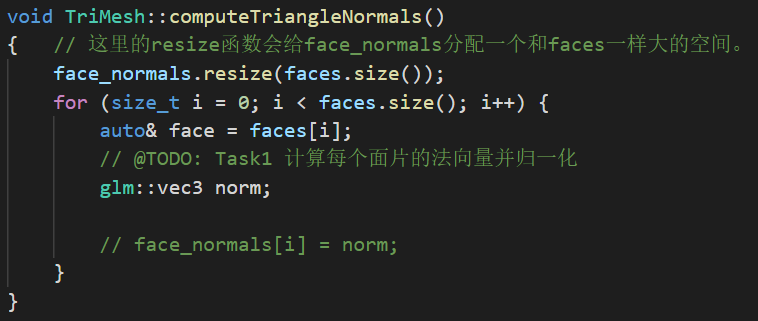 void TriMesh::computeTriangleNormals()
{   // 这里的resize函数会给face_normals分配一个和faces一样大的空间。
    face_normals.resize(faces.size());
    for (size_t i = 0; i < faces.size(); i++) {
        auto& face = faces[i];
        // @TODO: Task1 计算每个面片的法向量并归一化
        glm::vec3 norm;
        // face_normals[i] = norm;
    }
}